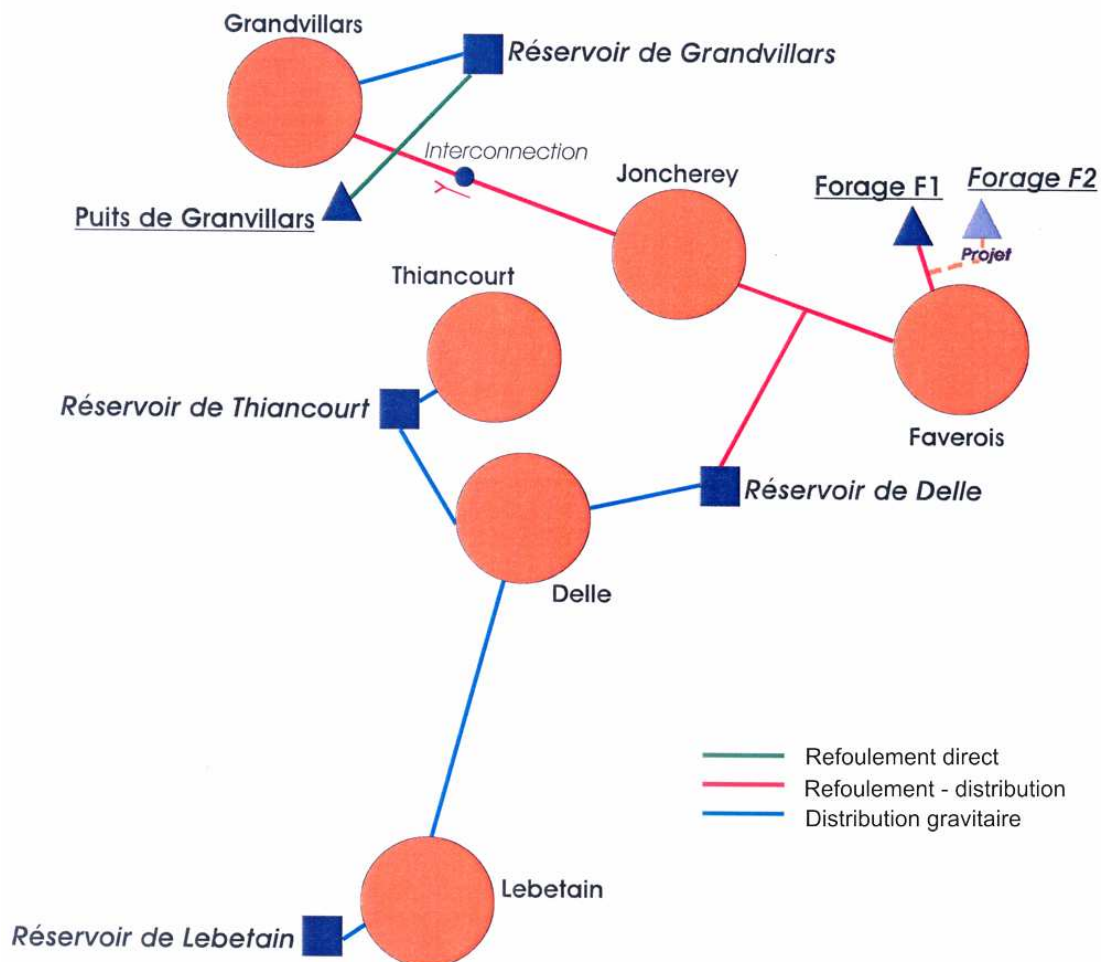 Grandvillars
Réservoir de Grandvillars
Interconnection
Joncherey
Forage F1
Forage F2
Puits de Granvillars
Projet
Thiancourt
Réservoir de Thiancourt
Faverois
Réservoir de Delle
Delle
Refoulement direct
Refoulement - distribution
Distribution gravitaire
Lebetain
Réservoir de Lebetain